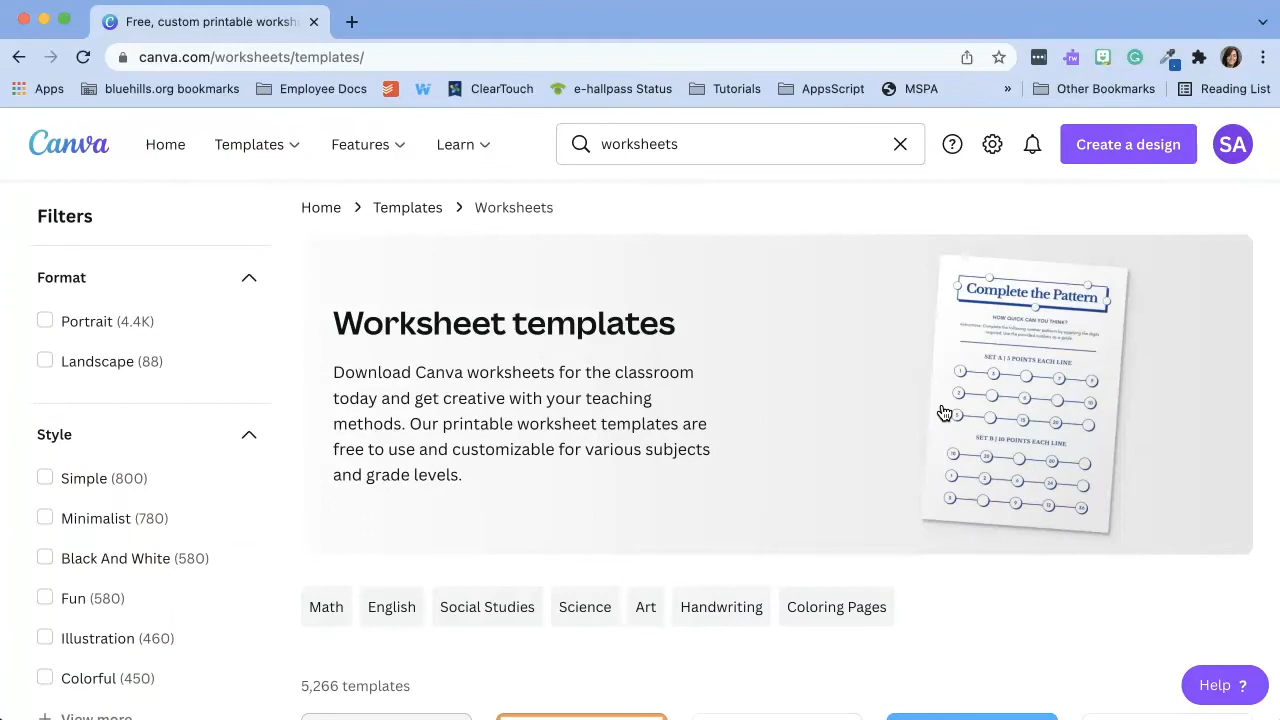 Free, custom printable worksh
canva.com/worksheets/templates/
Apps
bluehills.org bookmarks
Employee Docs
ClearTouch
e-hallpass Status
Tutorials
AppsScript
MSPA
»
Other Bookmarks
Reading List
Canva
Home
Templates
Features
Learn
worksheets
Create a design
SA
Filters
Format
Portrait (4.4K)
Landscape (88)
Style
Simple (800)
Minimalist (780)
Black And White (580)
Fun (580)
Illustration (460)
Colorful (450)
+ View more
Home > Templates > Worksheets
Worksheet templates
Download Canva worksheets for the classroom
today and get creative with your teaching
methods. Our printable worksheet templates are
free to use and customizable for various subjects
and grade levels.
Complete the Pattern
HOW QUICK CAN YOU THINK?
SET A | 5 POINTS EACH LINE
SET B | 10 POINTS EACH LINE
Math
English
Social Studies
Science
Art
Handwriting
Coloring Pages
5,266 templates
Help ?